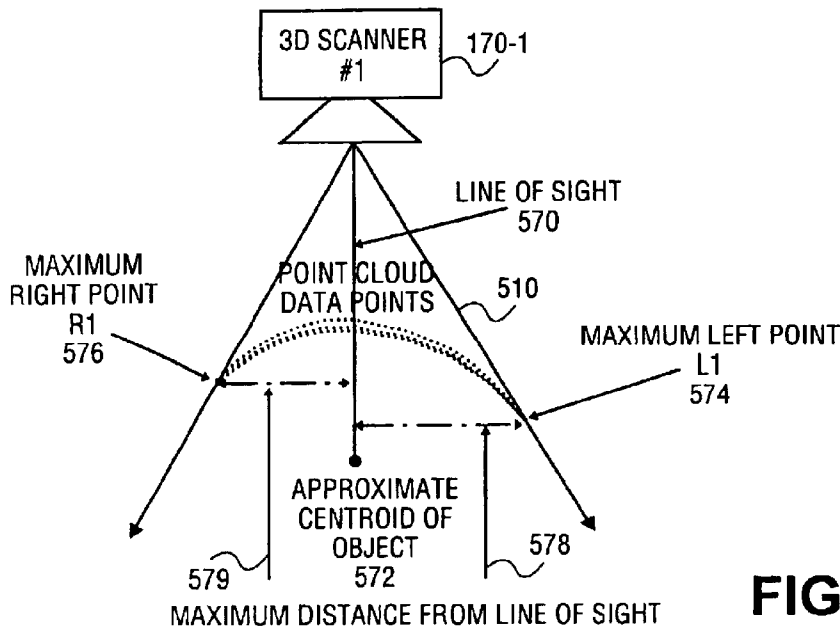 3D SCANNER
#1
170-1
LINE OF SIGHT
570
MAXIMUM
RIGHT POINT
R1
576
POINT CLOUD
DATA POINTS
510
MAXIMUM LEFT POINT
L1
574
APPROXIMATE
CENTROID OF
OBJECT
572
579
578
MAXIMUM DISTANCE FROM LINE OF SIGHT
FIG